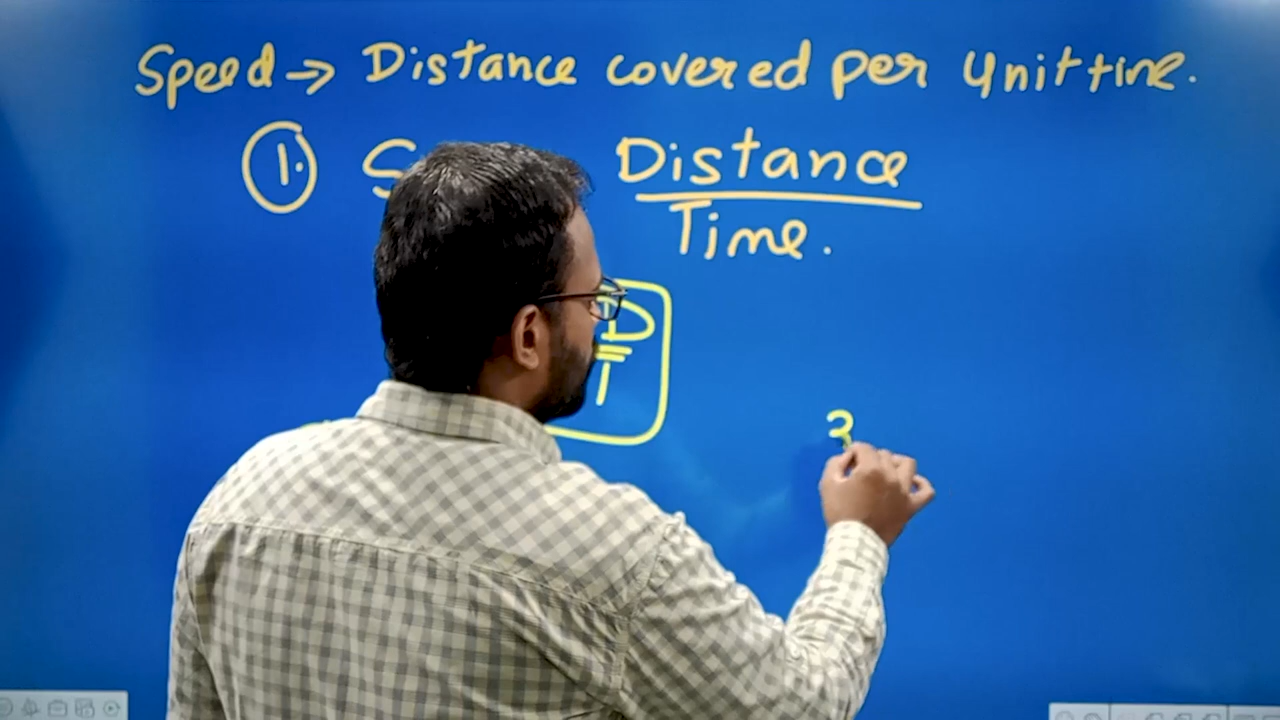 Speed → Distance covered per Unit time.
1. S Distance
Time.
D
T
3